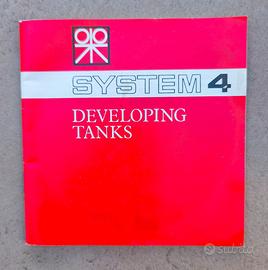 SYSTEM 4
DEVELOPING
TANKS
subito